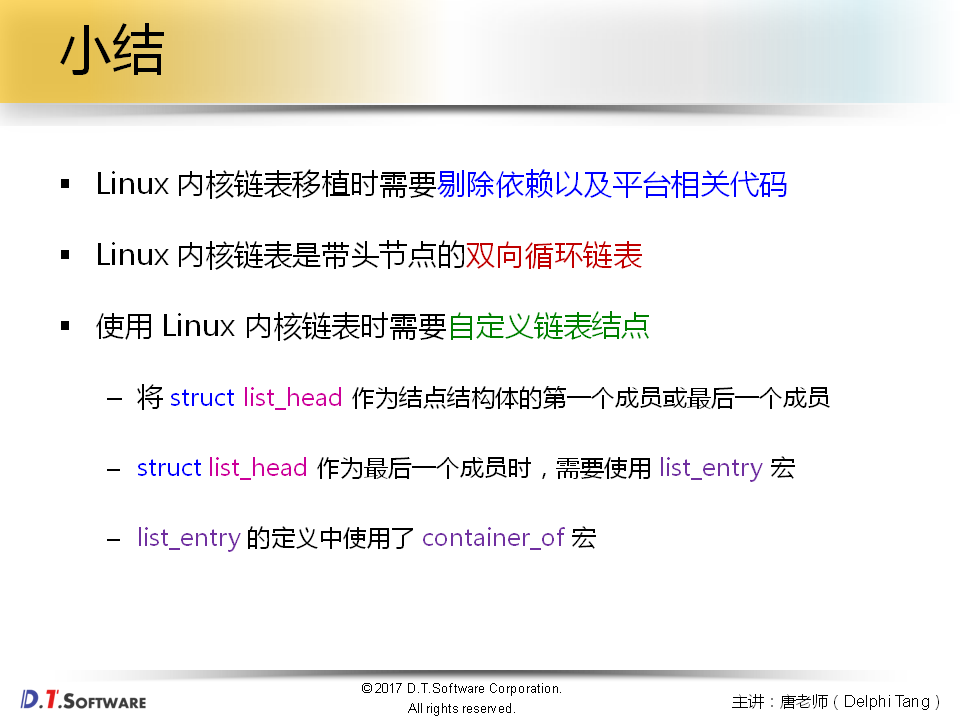 小结
▪ Linux 内核链表移植时需要剔除依赖以及平台相关代码
▪ Linux 内核链表是带头节点的双向循环链表
▪ 使用 Linux 内核链表时需要自定义链表结点
– 将 struct list_head 作为结点结构体的第一个成员或最后一个成员
– struct list_head 作为最后一个成员时，需要使用 list_entry 宏
– list_entry 的定义中使用了 container_of 宏
D.T.SOFTWARE
©2017 D.T.Software Corporation.
All rights reserved.
主讲：唐老师（Delphi Tang）